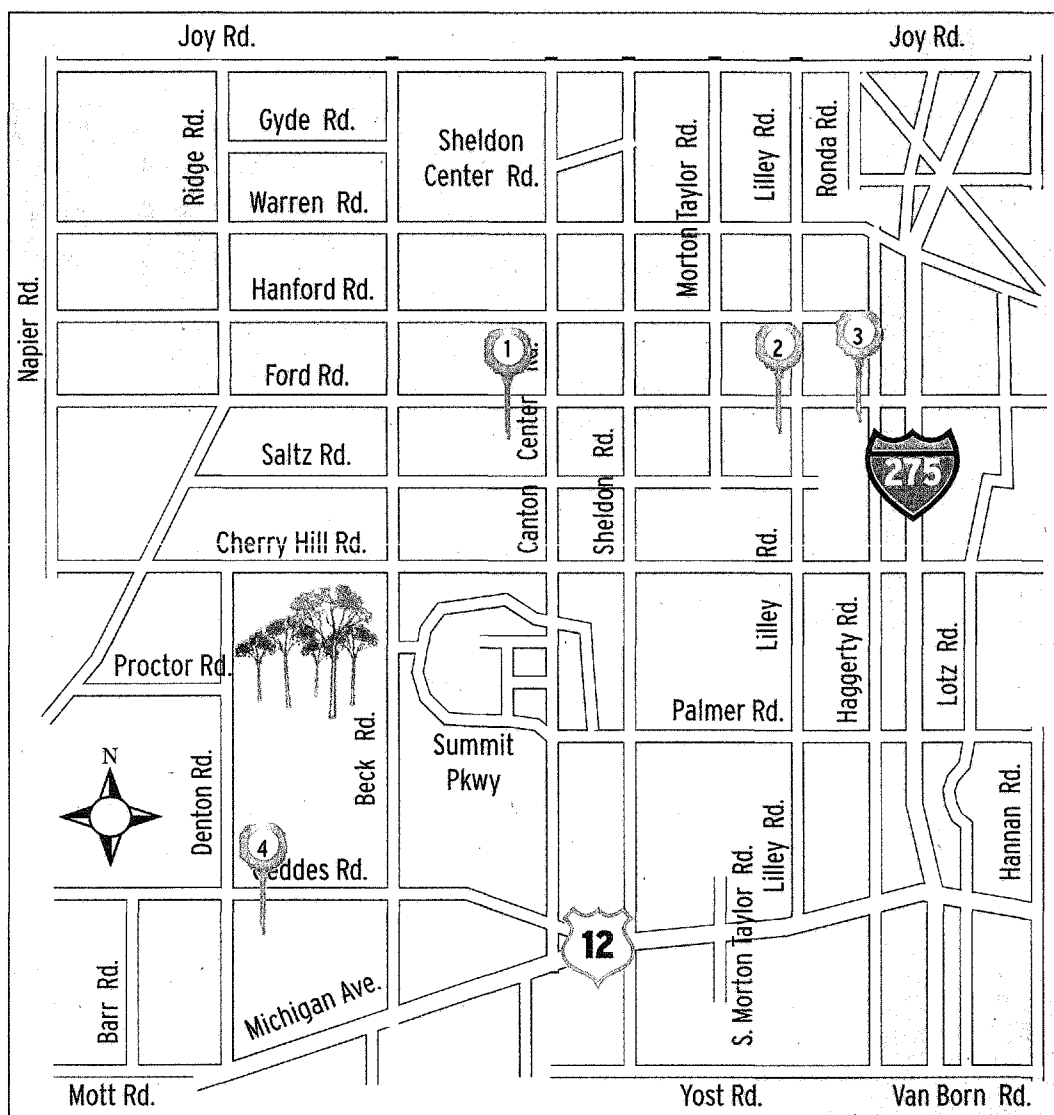 Joy Rd.
Joy Rd.
Gyde Rd.
Sheldon
Center Rd.
Ridge Rd.
Warren Rd.
Morton Taylor Rd.
Lilley Rd.
Ronda Rd.
Hanford Rd.
Napier Rd.
1
2
3
Ford Rd.
Canton Center Rd.
Saltz Rd.
Sheldon Rd.
275
Cherry Hill Rd.
Lilley Rd.
Proctor Rd.
Haggerty Rd.
Lotz Rd.
Palmer Rd.
Beck Rd.
Summit
Pkwy
N
Denton Rd.
4
Geddes Rd.
Lilley Rd.
Hannan Rd.
S. Morton Taylor Rd.
12
Barr Rd.
Michigan Ave.
Mott Rd.
Yost Rd.
Van Born Rd.